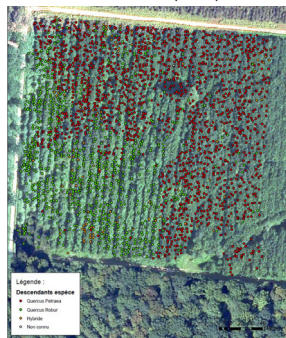 Légende :
Descendants espèce
Quercus Petraea
Quercus Robur
Hybride
Non connu